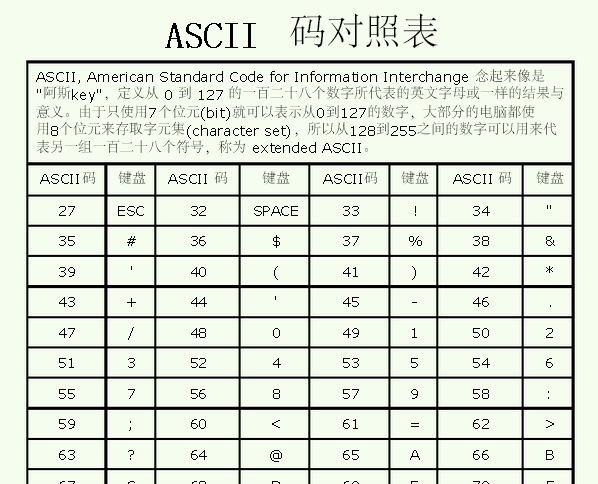 ASCII 码对照表
ASCII, American Standard Code for Information Interchange 念起来像是
"阿斯key"，定义从 0 到 127 的一百二十八个数字所代表的英文字母或一样的结果与
意义。由于只使用7个位元(bit)就可以表示从0到127的数字，大部分的电脑都使
用8个位元来存取字元集(character set)，所以从128到255之间的数字可以用来代
表另一组一百二十八个符号，称为 extended ASCII。
ASCII码 键盘 ASCII 码 键盘 ASCII码 键盘 ASCII 码 键盘
27 ESC 32 SPACE 33 ! 34 "
35 # 36 $ 37 % 38 &
39 ' 40 ( 41 ) 42 *
43 + 44 ' 45 - 46 .
47 / 48 0 49 1 50 2
51 3 52 4 53 5 54 6
55 7 56 8 57 9 58 :
59 ; 60 < 61 = 62 >
63 ? 64 @ 65 A 66 B